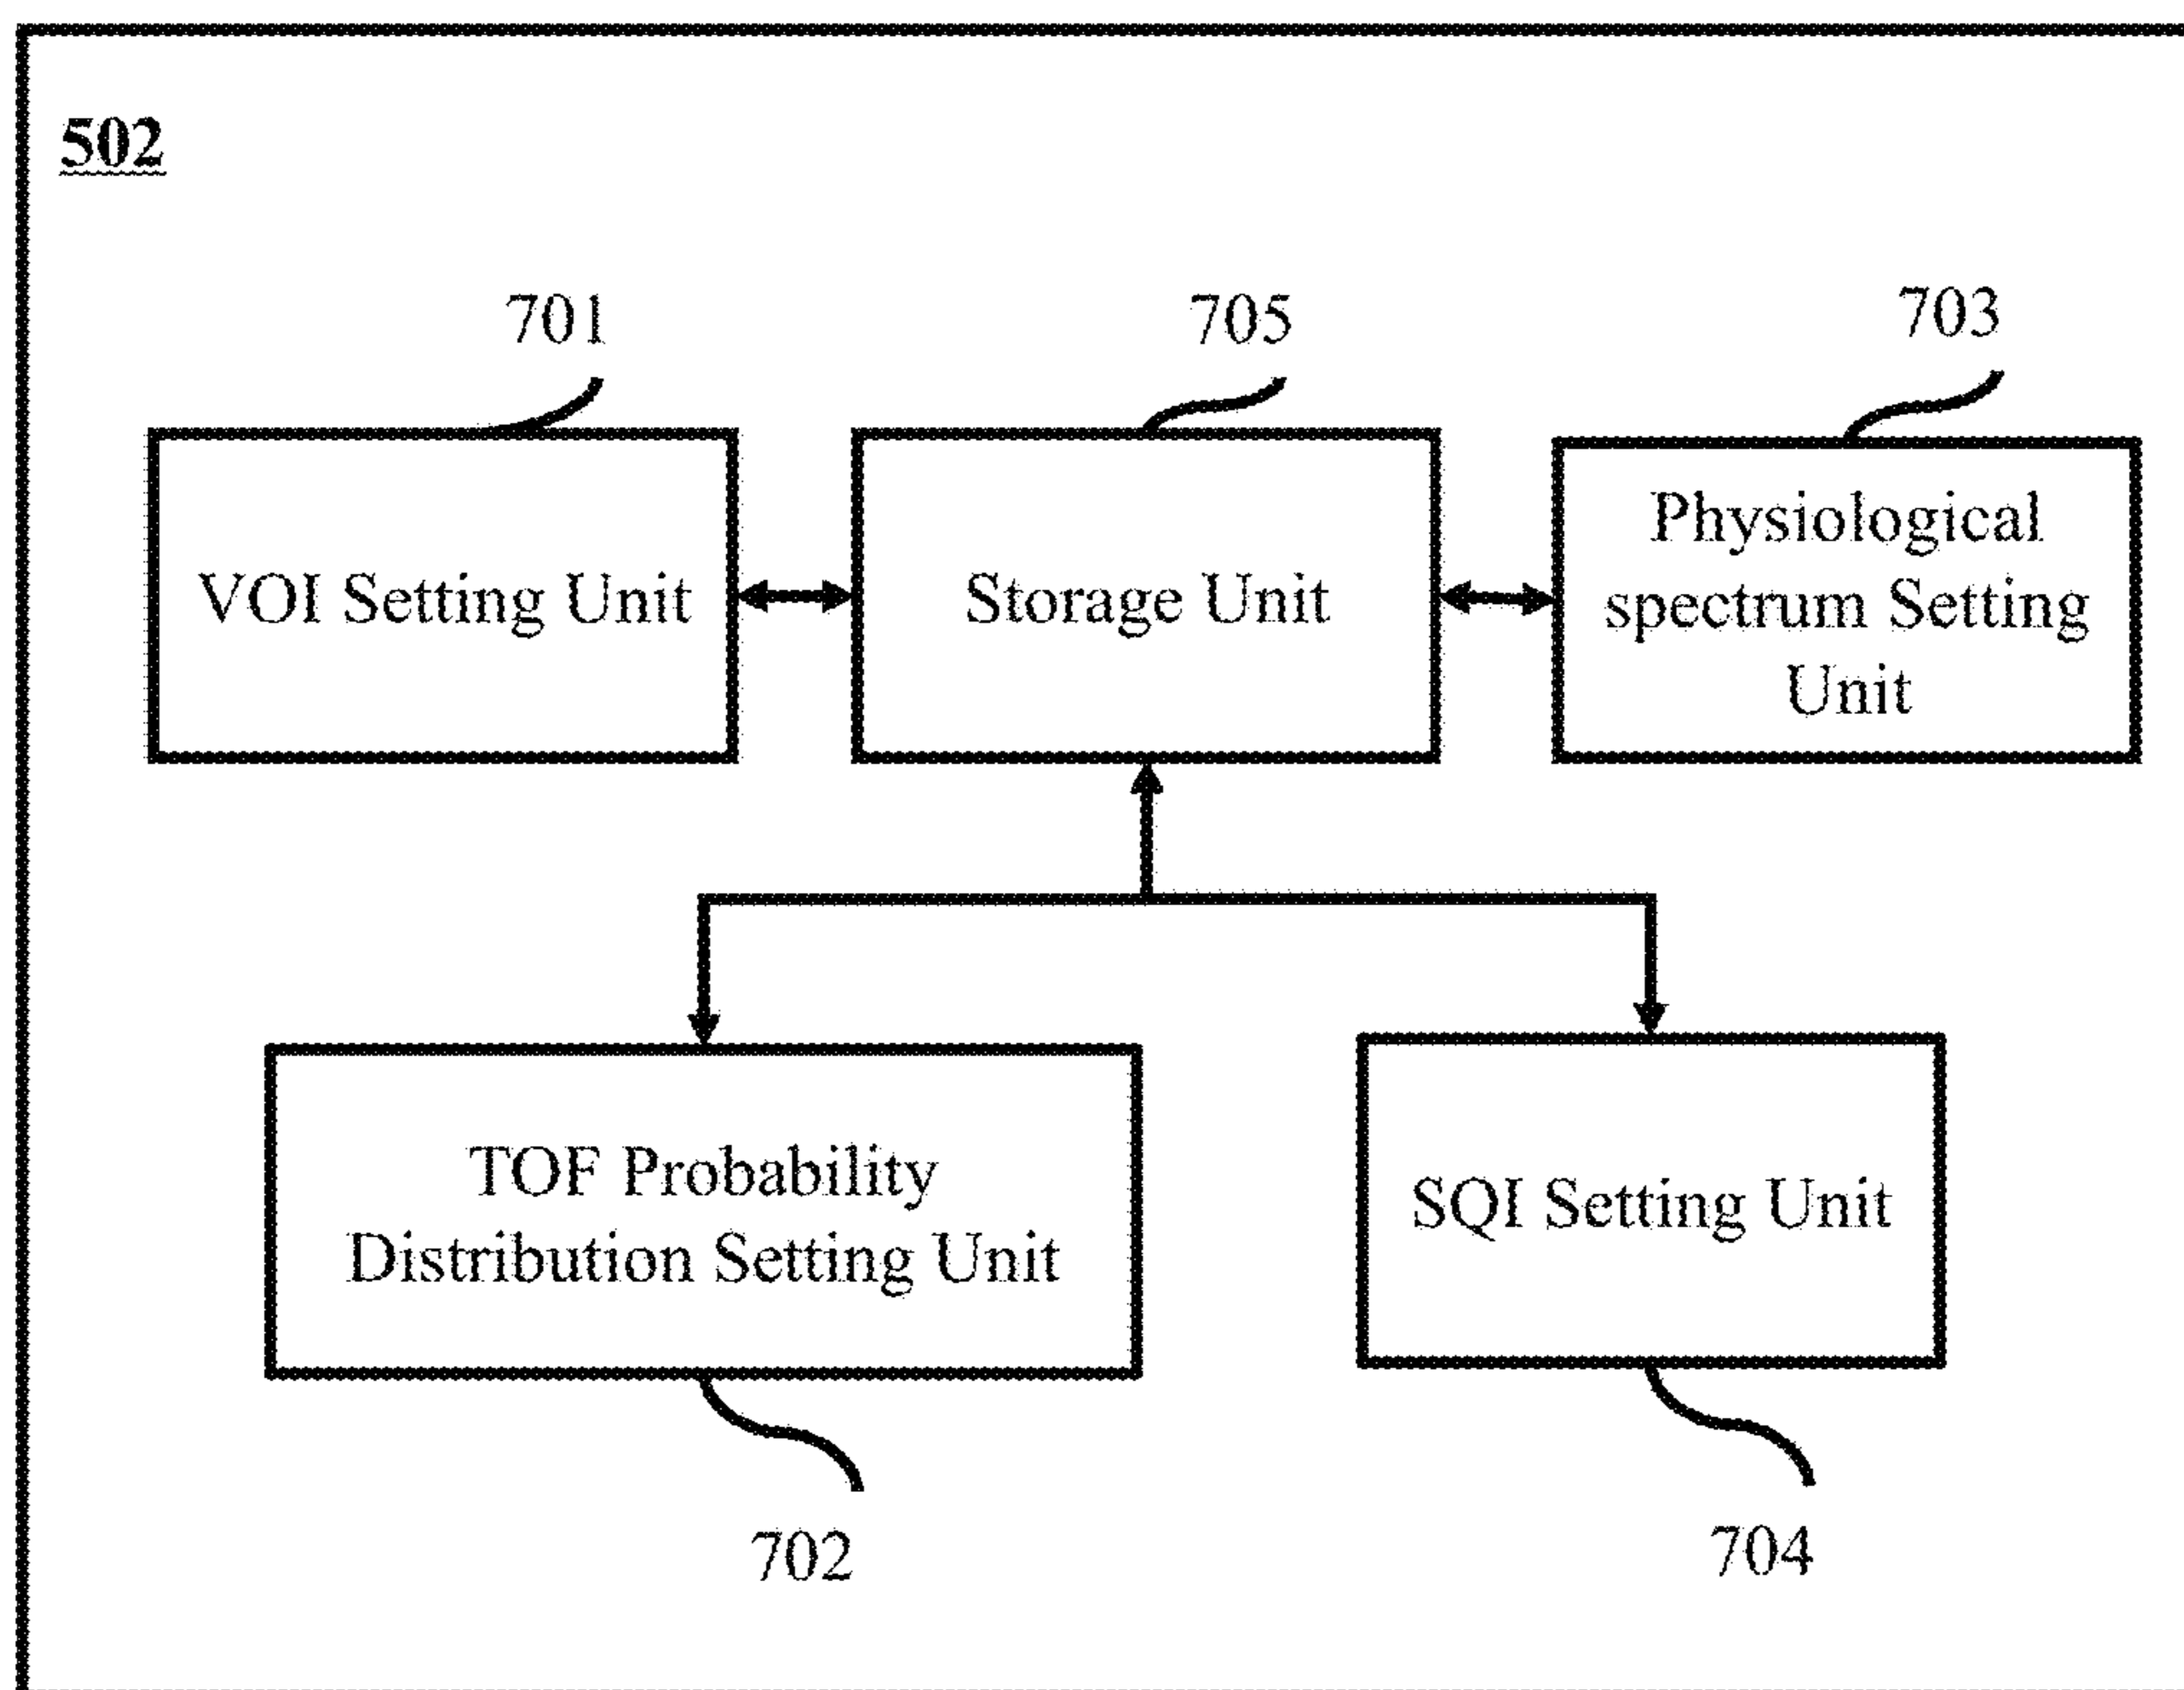 502
701
705
703
VOI Setting Unit
Storage Unit
Physiological
spectrum Setting
Unit
TOF Probability
Distribution Setting Unit
SQI Setting Unit
702
704